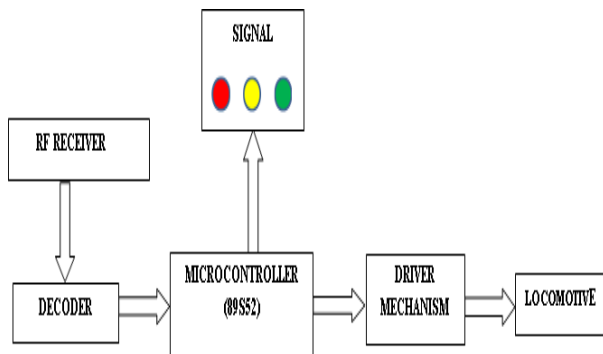 SIGNAL
RF RECEIVER
DECODER
MICROCONTROLLER
(89S52)
DRIVER
MECHANISM
LOCOMOTIVE